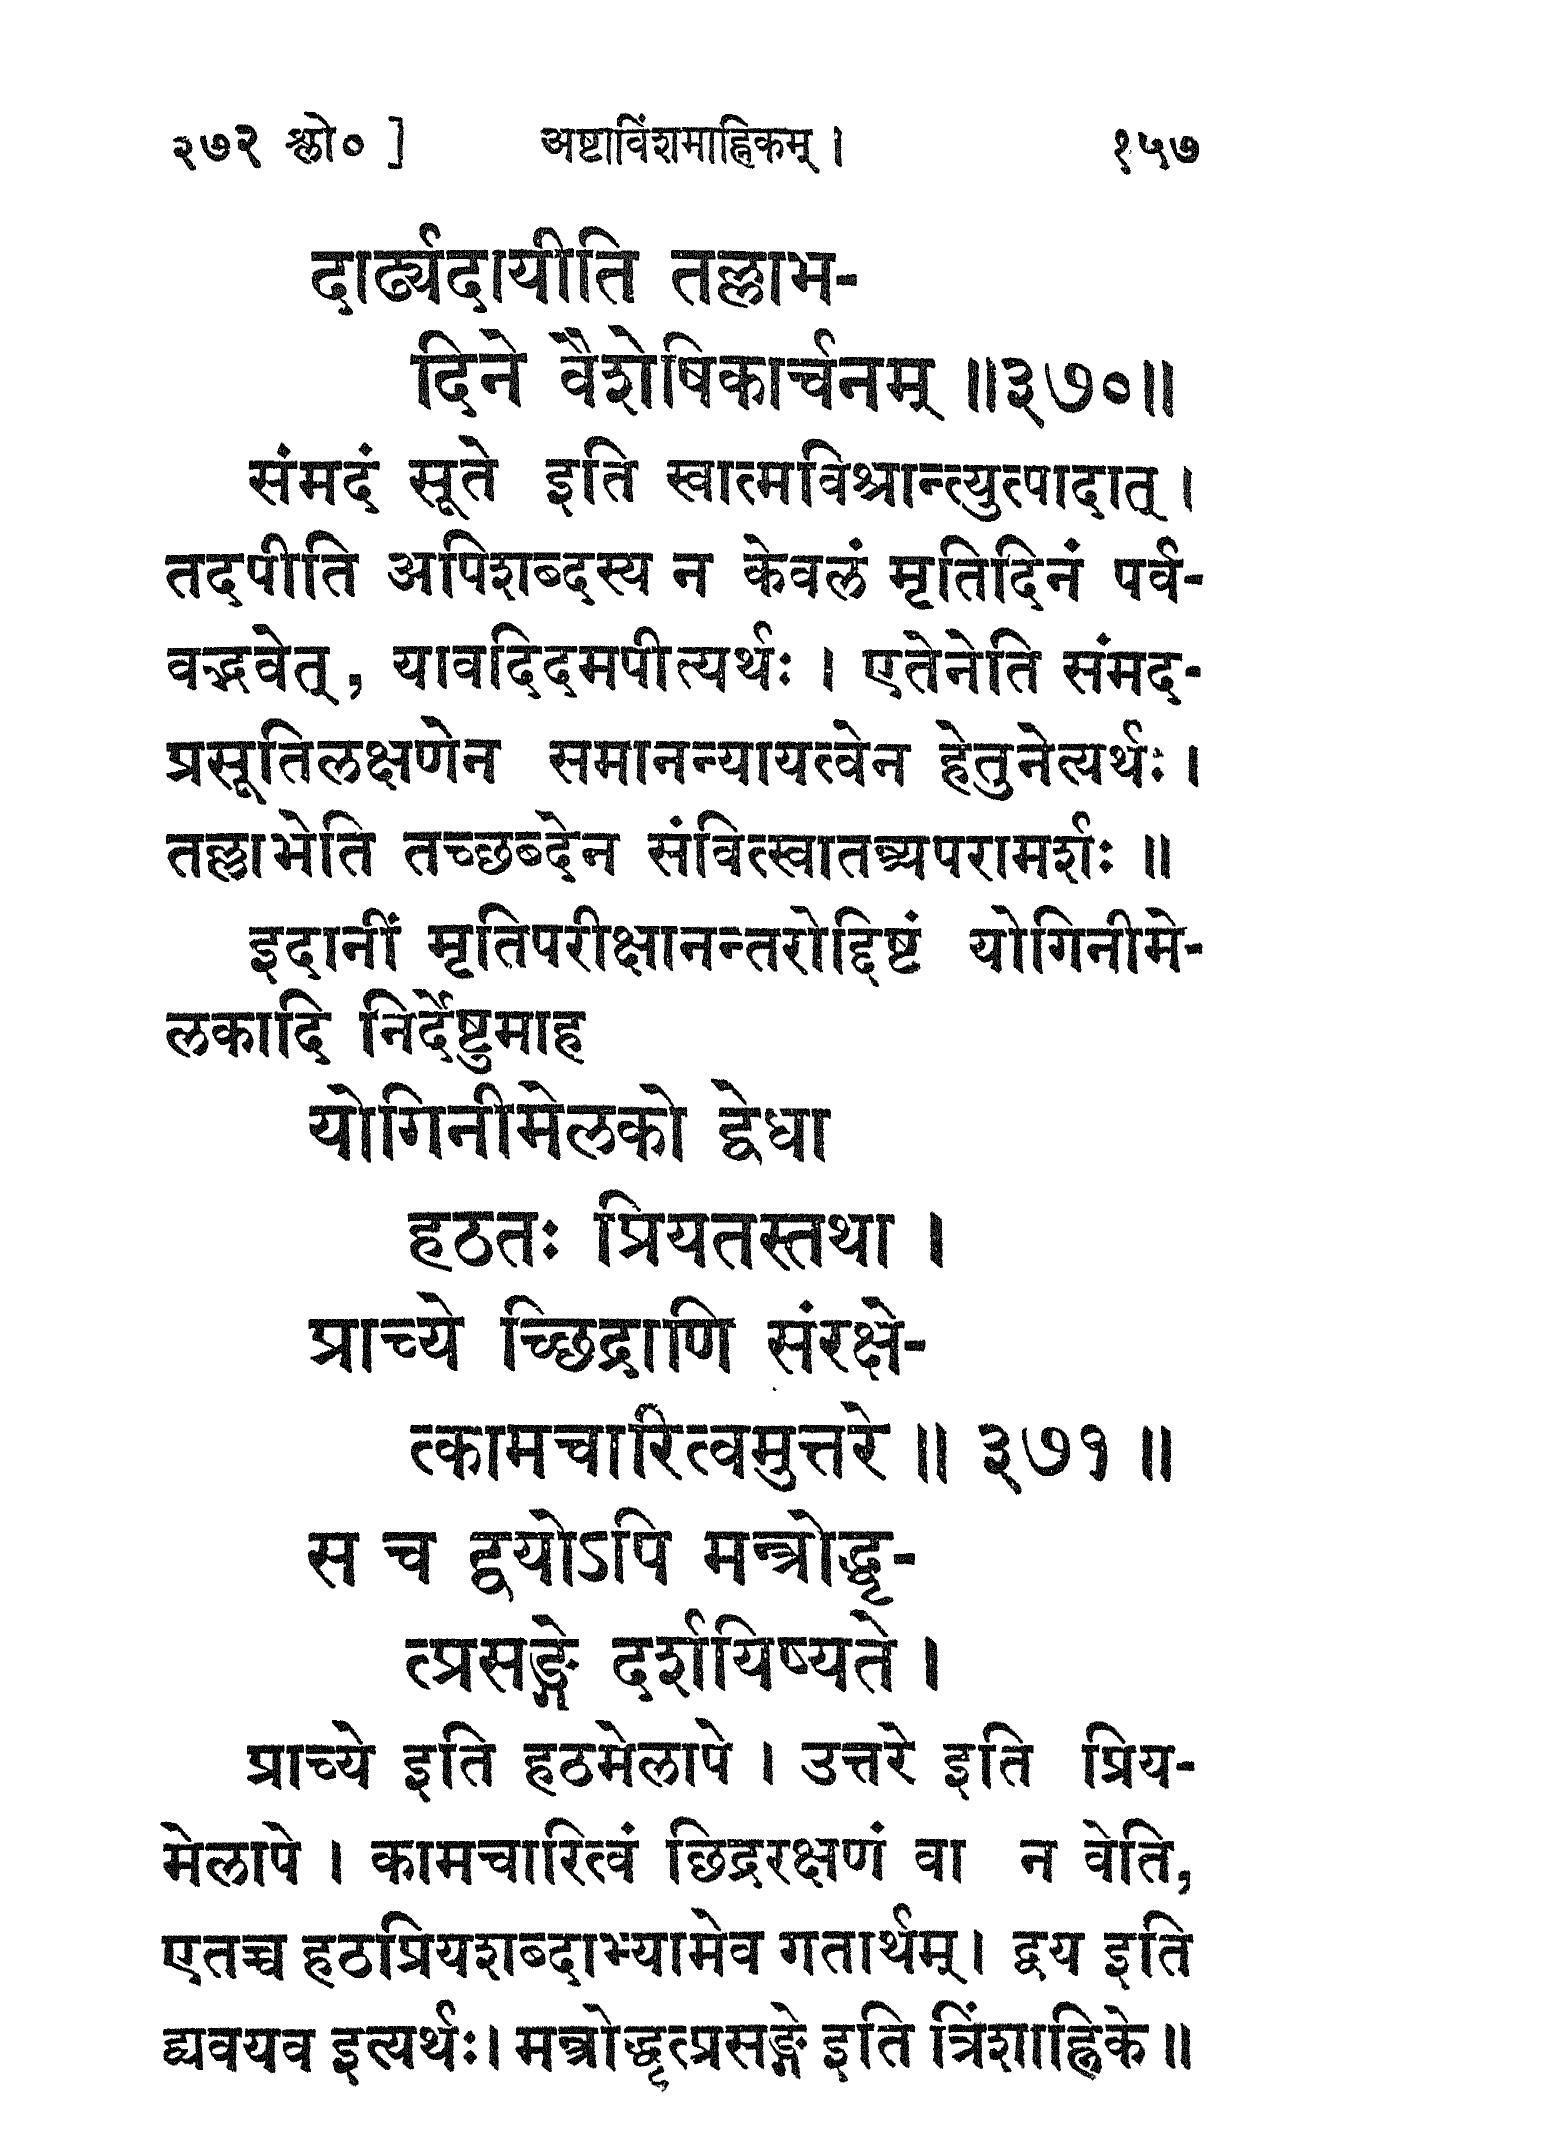 २७२ श्लो० ] अष्टाविंशमाह्निकम् । १५७
दार्ढ्यदायीति तल्लाभ-
दिने वैशेषिकार्चनम् ॥३७०॥
संमदं सूते इति स्वात्मविश्रान्त्युत्पादात् ।
तदपीति अपिशब्दस्य न केवलं मृतिदिनं पर्व-
वद्भवेत्, यावदिदमपीत्यर्थः । एतेनेति संमद-
प्रसूतिलक्षणेन समानन्यायत्वेन हेतुनेत्यर्थः ।
तल्लाभेति तच्छब्देन संवित्स्वातन्त्र्यपरामर्शः ॥
इदानीं मृतिपरीक्षानन्तरोद्दिष्टं योगिनीमे-
लकादि निर्देष्टुमाह
योगिनीमेलको द्वेधा
हठतः प्रियतस्तथा ।
प्राच्ये च्छिद्राणि संरक्षे-
त्कामचारित्वमुत्तरे ॥ ३७१ ॥
स च द्वयोऽपि मन्त्रोद्धृ-
त्प्रसङ्गे दर्शयिष्यते ।
प्राच्ये इति हठमेलापे । उत्तरे इति प्रिय-
मेलापे । कामचारित्वं छिद्ररक्षणं वा न वेति,
एतच्च हठप्रियशब्दाभ्यामेव गतार्थम् । द्वय इति
द्व्यवयव इत्यर्थः । मन्त्रोद्धृत्प्रसङ्गे इति त्रिंशाह्निके ॥